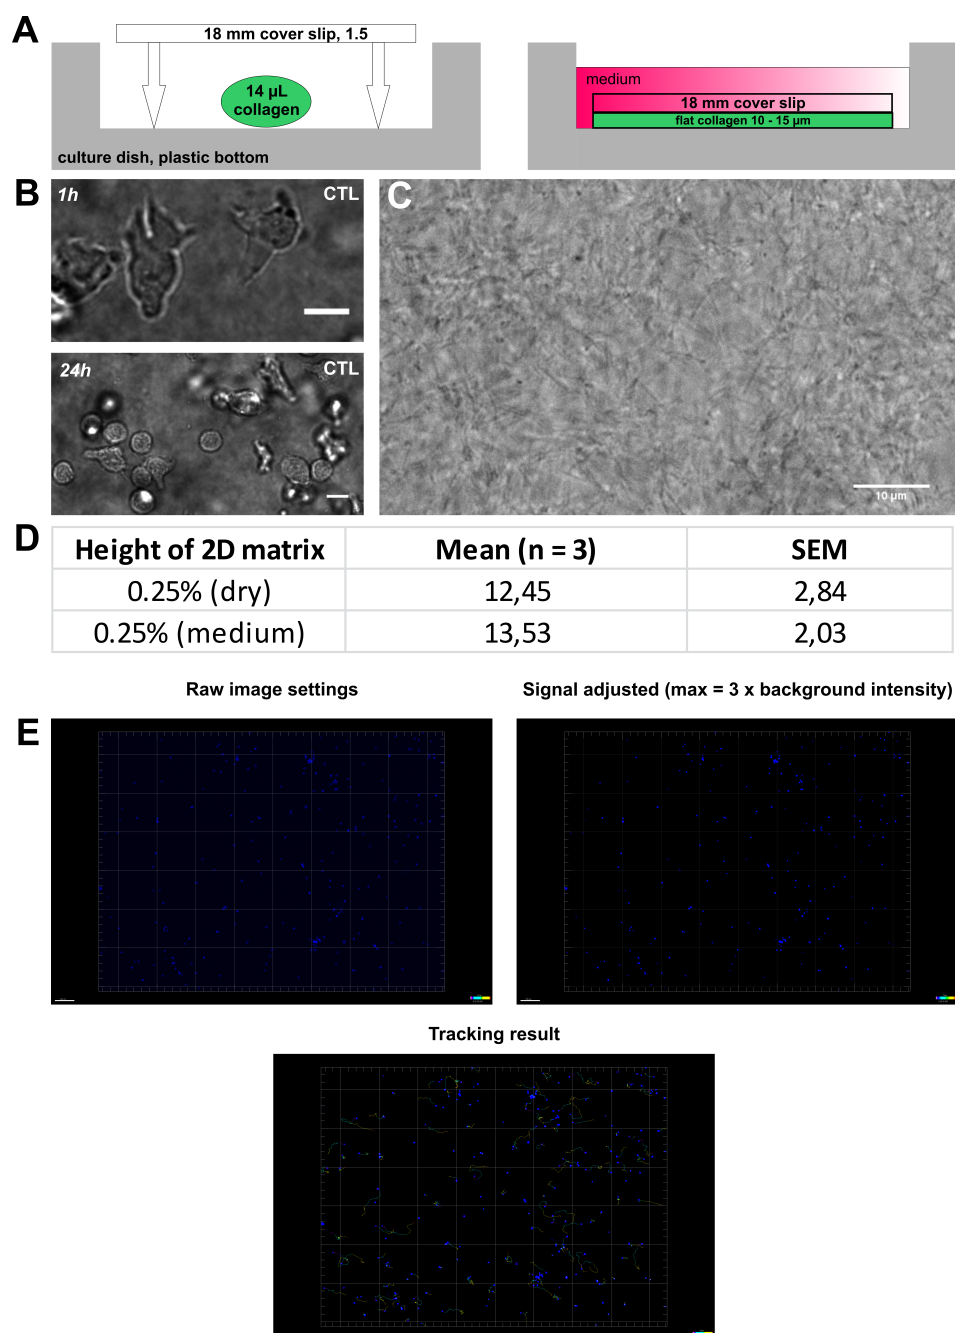 A
18 mm cover slip, 1.5
14 µL
collagen
culture dish, plastic bottom
medium
18 mm cover slip
flat collagen 10 - 15 µm
B
1h
CTL
24h
CTL
C
10 µm
D
Height of 2D matrix Mean (n = 3) SEM
0.25% (dry) 12,45 2,84
0.25% (medium) 13,53 2,03
Raw image settings
Signal adjusted (max = 3 x background intensity)
E
Tracking result